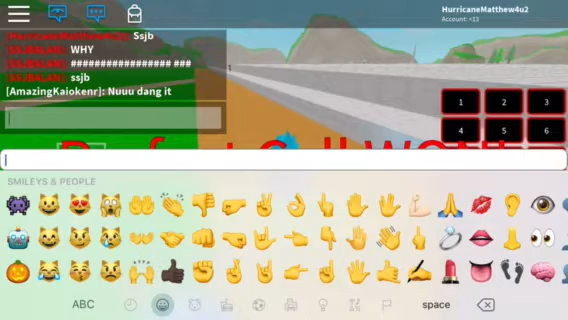 HurricaneMatthew4u2
Account: <13
Ssjb
[SSJBALAN]: WHY
[SSJBALAN]: ################# ###
[SSJBALAN]: ssjb
[AmazingKaiokenr]: Nuuu dang it
1 2 3
4 5 6
SMILEYS & PEOPLE
ABC
space